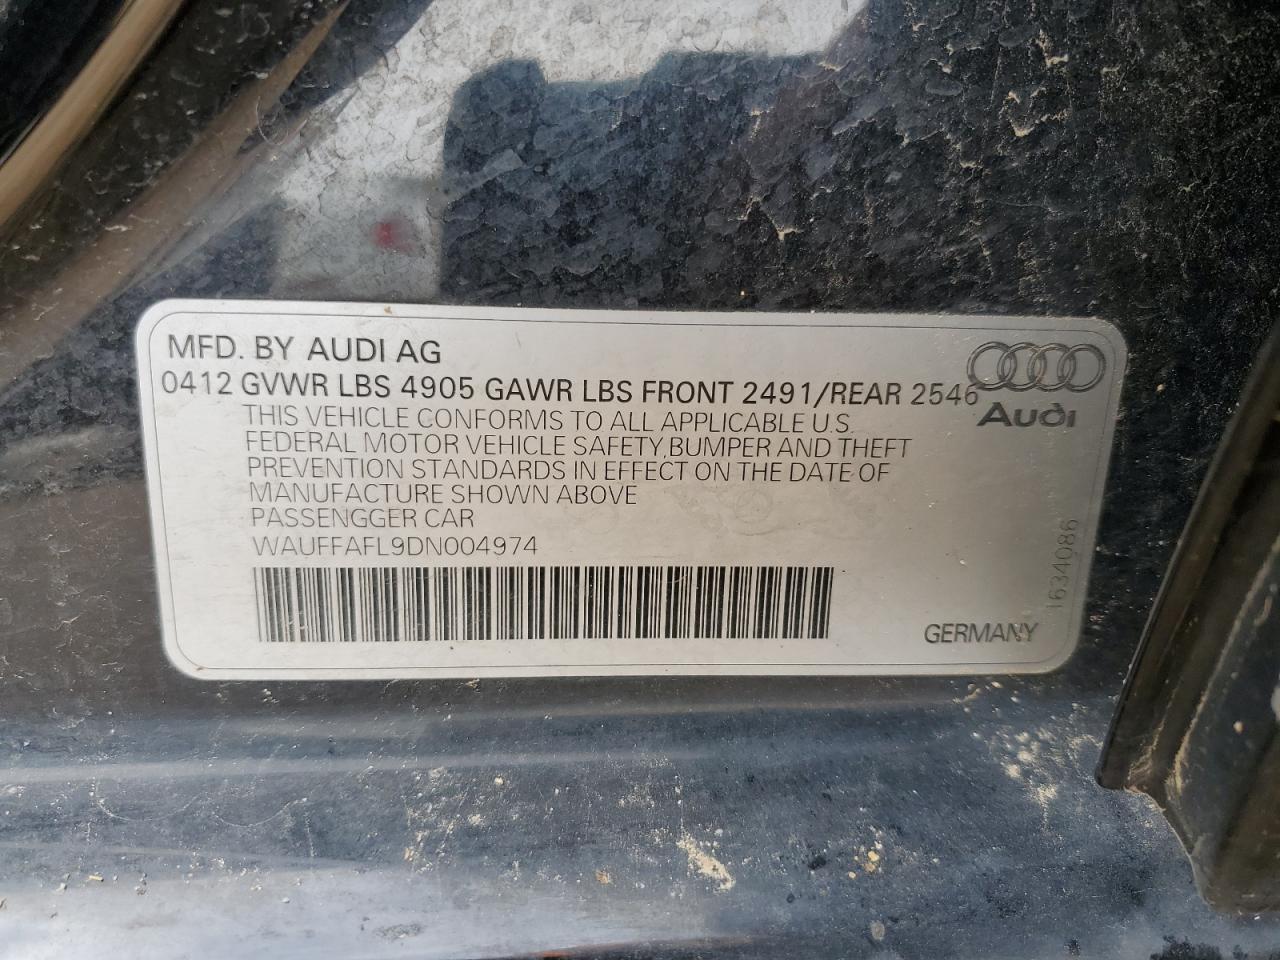 MFD. BY AUDI AG
0412 GVWR LBS 4905 GAWR LBS FRONT 2491/REAR 2546
Audi
THIS VEHICLE CONFORMS TO ALL APPLICABLE U.S.
FEDERAL MOTOR VEHICLE SAFETY,BUMPER AND THEFT
PREVENTION STANDARDS IN EFFECT ON THE DATE OF
MANUFACTURE SHOWN ABOVE
PASSENGGER CAR
WAUFFAFL9DN004974
1634086
GERMANY